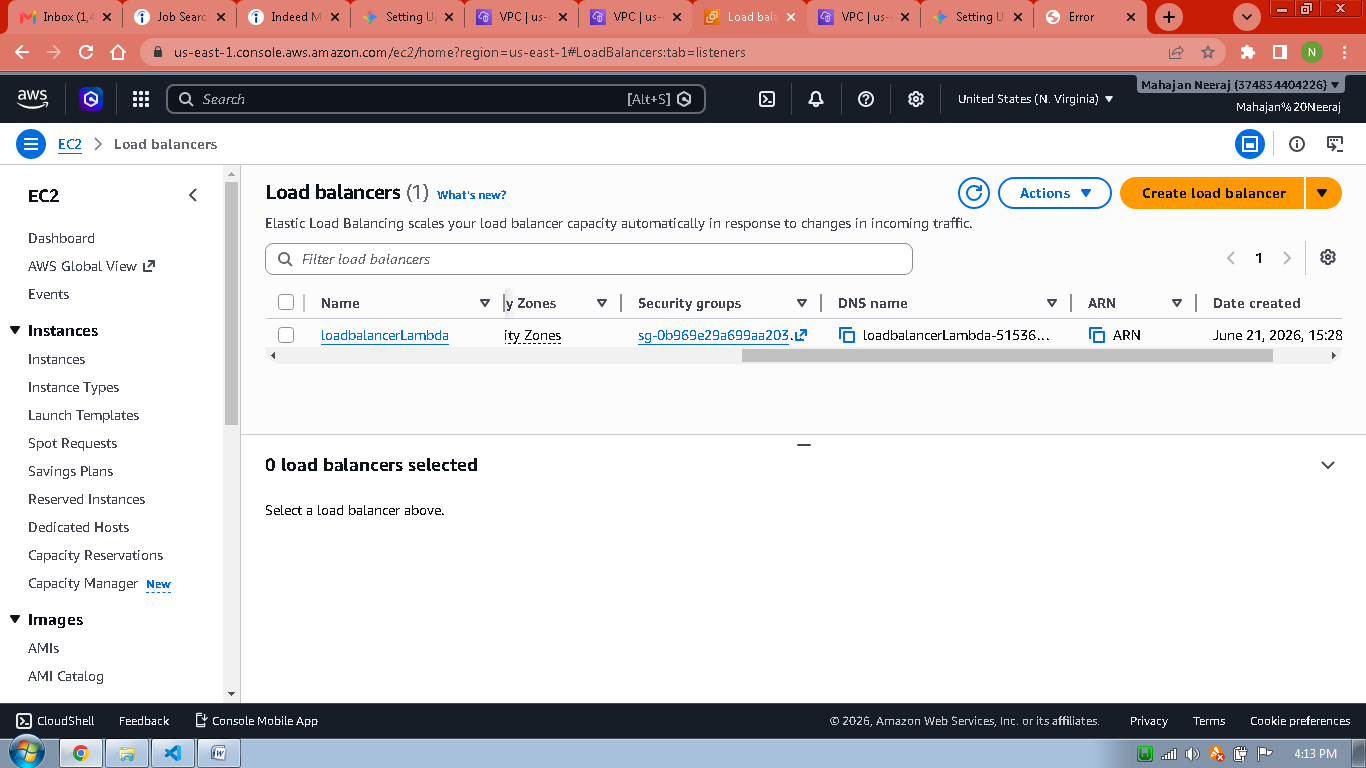 Inbox (1,4
Job Searc
Indeed M
Setting U
VPC | us-
VPC | us-
Load bala
VPC | us-
Setting U
Error
us-east-1.console.aws.amazon.com/ec2/home?region=us-east-1#LoadBalancers:tab=listeners
N
aws
Search
[Alt+S]
United States (N. Virginia)
Mahajan Neeraj (374834404226)
Mahajan%20Neeraj
EC2
Load balancers
EC2
Dashboard
AWS Global View
Events
Instances
Instances
Instance Types
Launch Templates
Spot Requests
Savings Plans
Reserved Instances
Dedicated Hosts
Capacity Reservations
Capacity Manager New
Images
AMIs
AMI Catalog
Load balancers (1) What's new?
Actions
Create load balancer
Elastic Load Balancing scales your load balancer capacity automatically in response to changes in incoming traffic.
Filter load balancers
1
Name y Zones Security groups DNS name ARN Date created
loadbalancerLambda ity Zones sg-0b969e29a699aa203 loadbalancerLambda-51536... ARN June 21, 2026, 15:28
0 load balancers selected
Select a load balancer above.
CloudShell Feedback Console Mobile App © 2026, Amazon Web Services, Inc. or its affiliates. Privacy Terms Cookie preferences
4:13 PM